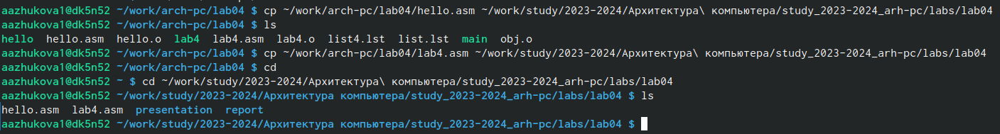 aazhukova1@dk5n52 ~/work/arch-pc/lab04 $ cp ~/work/arch-pc/lab04/hello.asm ~/work/study/2023-2024/Архитектура\ компьютера/study_2023-2024_arh-pc/labs/lab04
aazhukova1@dk5n52 ~/work/arch-pc/lab04 $ ls
hello  hello.asm  hello.o  lab4  lab4.asm  lab4.o  list4.lst  list.lst  main  obj.o
aazhukova1@dk5n52 ~/work/arch-pc/lab04 $ cp ~/work/arch-pc/lab04/lab4.asm ~/work/study/2023-2024/Архитектура\ компьютера/study_2023-2024_arh-pc/labs/lab04
aazhukova1@dk5n52 ~/work/arch-pc/lab04 $ cd
aazhukova1@dk5n52 ~ $ cd ~/work/study/2023-2024/Архитектура\ компьютера/study_2023-2024_arh-pc/labs/lab04
aazhukova1@dk5n52 ~/work/study/2023-2024/Архитектура компьютера/study_2023-2024_arh-pc/labs/lab04 $ ls
hello.asm  lab4.asm  presentation  report
aazhukova1@dk5n52 ~/work/study/2023-2024/Архитектура компьютера/study_2023-2024_arh-pc/labs/lab04 $